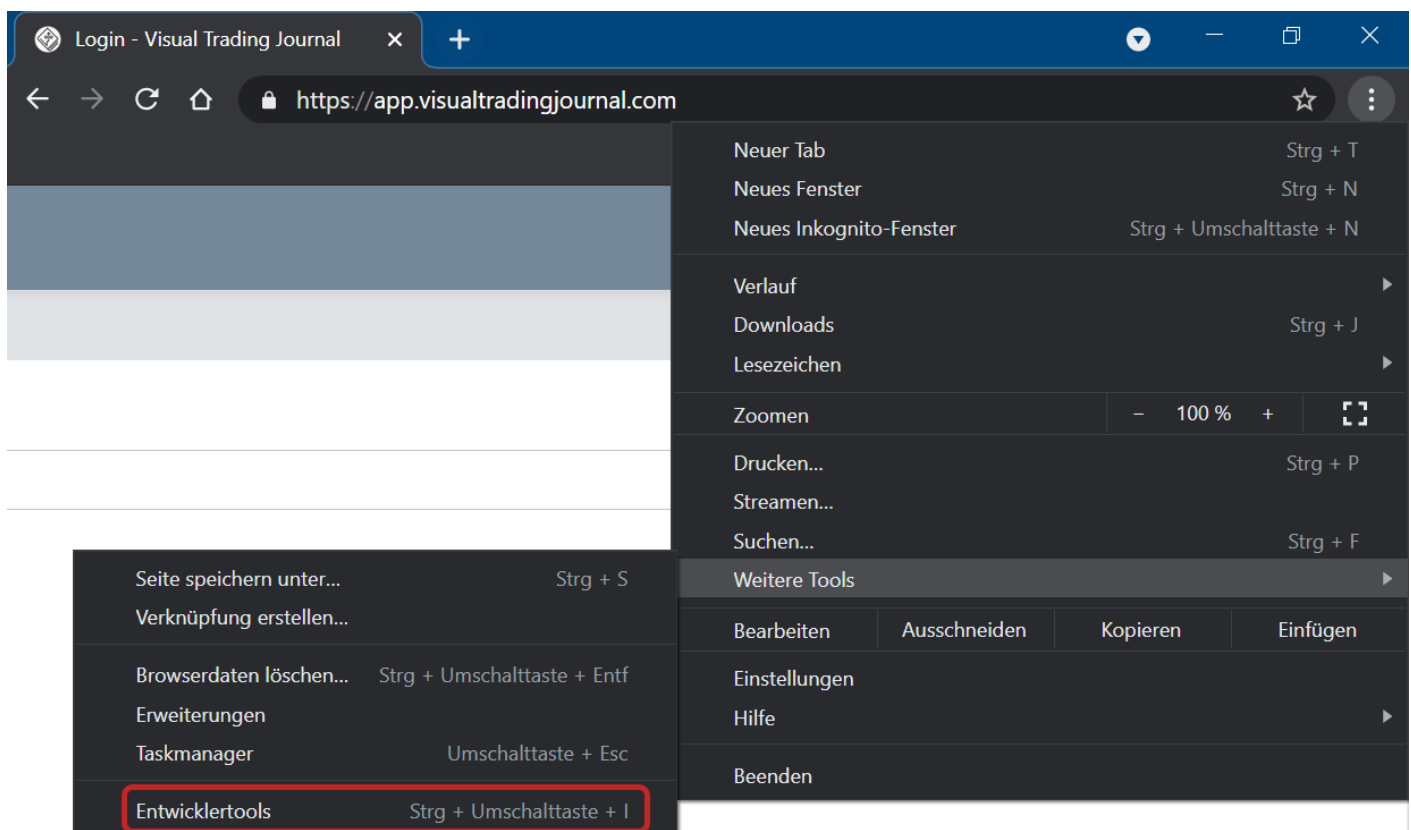 Login - Visual Trading Journal
https://app.visualtradingjournal.com
Neuer Tab Strg + T
Neues Fenster Strg + N
Neues Inkognito-Fenster Strg + Umschalttaste + N
Verlauf
Downloads Strg + J
Lesezeichen
Zoomen − 100 % +
Drucken... Strg + P
Streamen...
Suchen... Strg + F
Weitere Tools
Bearbeiten Ausschneiden Kopieren Einfügen
Einstellungen
Hilfe
Beenden
Seite speichern unter... Strg + S
Verknüpfung erstellen...
Browserdaten löschen... Strg + Umschalttaste + Entf
Erweiterungen
Taskmanager Umschalttaste + Esc
Entwicklertools Strg + Umschalttaste + I